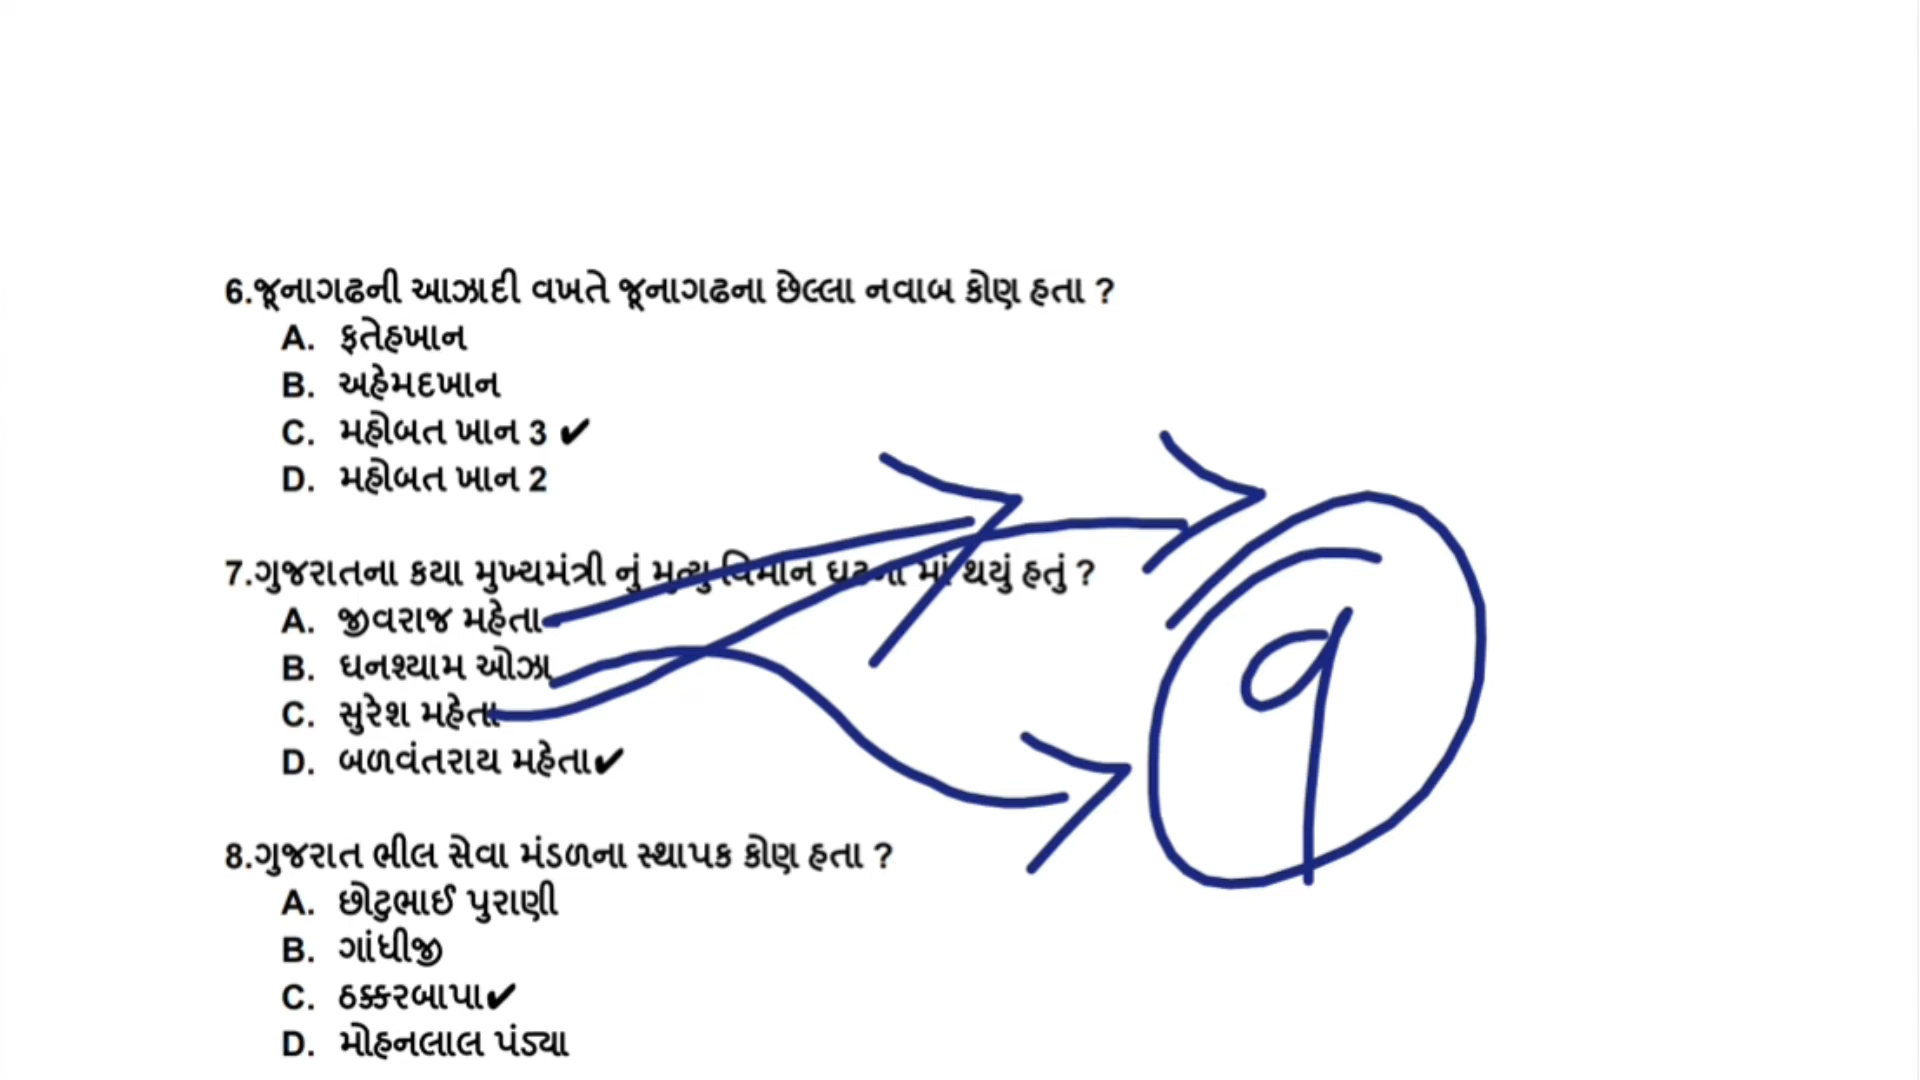 6.જૂનાગઢની આઝાદી વખતે જૂનાગઢના છેલ્લા નવાબ કોણ હતા ?
A. ફતેહખાન
B. અહેમદખાન
C. મહોબત ખાન 3 ✔
D. મહોબત ખાન 2
7.ગુજરાતના કયા મુખ્યમંત્રી નું મૃત્યુ વિમાન ઘટના માં થયું હતું ?
A. જીવરાજ મહેતા
B. ઘનશ્યામ ઓઝા
C. સુરેશ મહેતા
D. બળવંતરાય મહેતા✔
9
8.ગુજરાત ભીલ સેવા મંડળના સ્થાપક કોણ હતા ?
A. છોટુભાઈ પુરાણી
B. ગાંધીજી
C. ઠક્કરબાપા✔
D. મોહનલાલ પંડ્યા